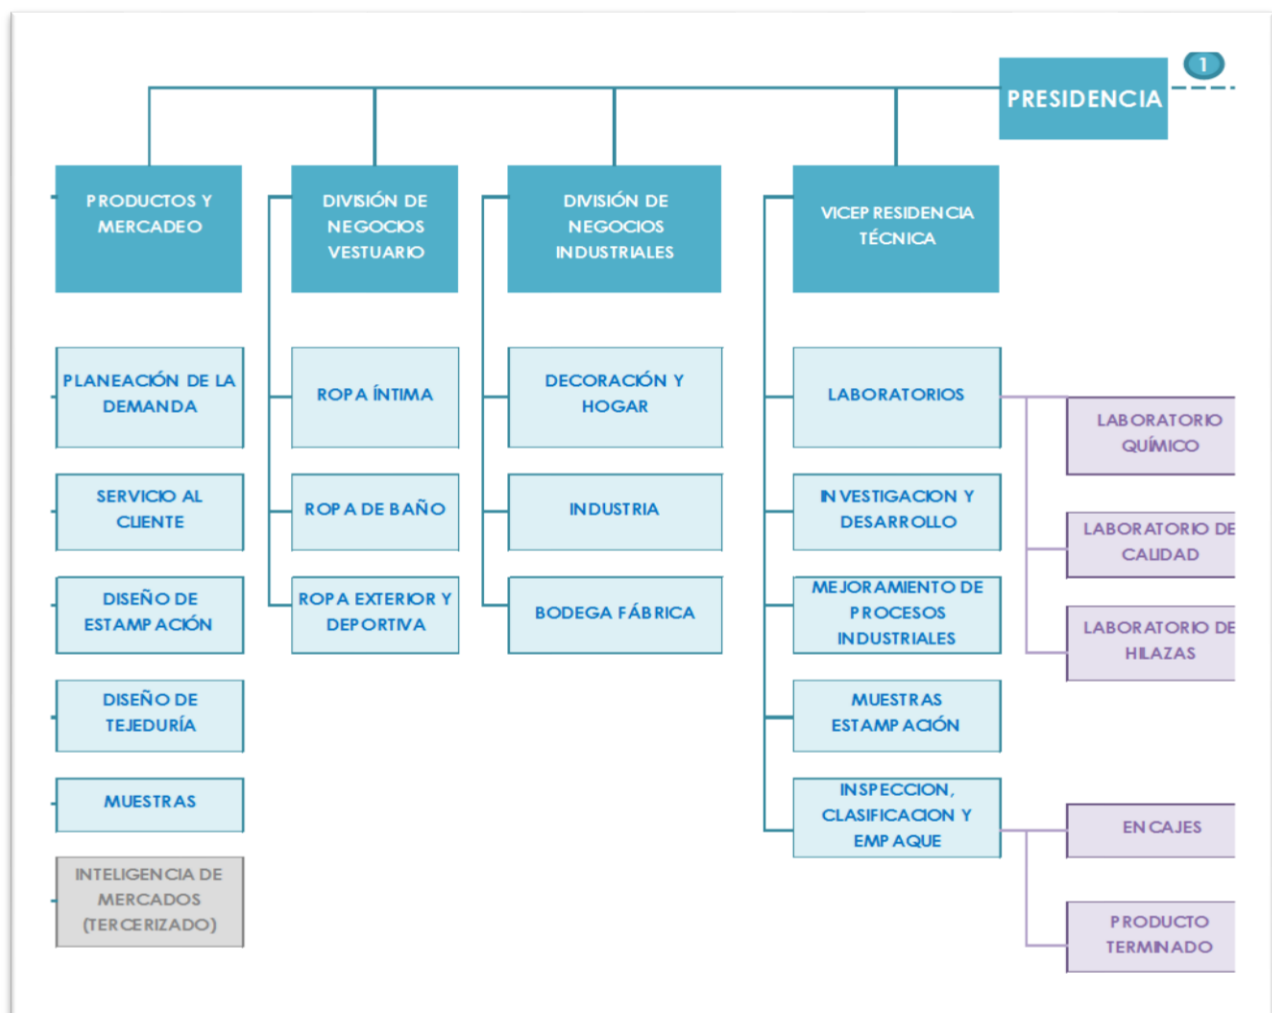 1
PRESIDENCIA
PRODUCTOS Y
MERCADEO
DIVISIÓN DE
NEGOCIOS
VESTUARIO
DIVISIÓN DE
NEGOCIOS
INDUSTRIALES
VICEPRESIDENCIA
TÉCNICA
PLANEACIÓN DE LA
DEMANDA
SERVICIO AL
CLIENTE
DISEÑO DE
ESTAMPACIÓN
DISEÑO DE
TEJEDURÍA
MUESTRAS
INTELIGENCIA DE
MERCADOS
(TERCERIZADO)
ROPA ÍNTIMA
ROPA DE BAÑO
ROPA EXTERIOR Y
DEPORTIVA
DECORACIÓN Y
HOGAR
INDUSTRIA
BODEGA FÁBRICA
LABORATORIOS
INVESTIGACION Y
DESARROLLO
MEJORAMIENTO DE
PROCESOS
INDUSTRIALES
MUESTRAS
ESTAMPACIÓN
INSPECCION,
CLASIFICACION Y
EMPAQUE
LABORATORIO
QUÍMICO
LABORATORIO DE
CALIDAD
LABORATORIO DE
HILAZAS
ENCAJES
PRODUCTO
TERMINADO